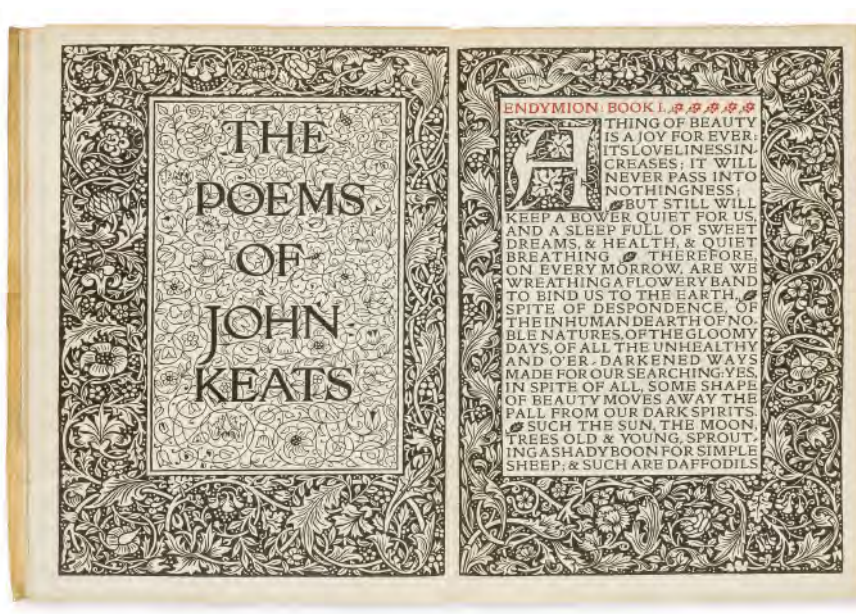 THE
POEMS
OF
JOHN
KEATS
ENDYMION: BOOK I.
A THING OF BEAUTY
IS A JOY FOR EVER:
ITS LOVELINESS IN-
CREASES; IT WILL
NEVER PASS INTO
NOTHINGNESS;
BUT STILL WILL
KEEP A BOWER QUIET FOR US,
AND A SLEEP FULL OF SWEET
DREAMS, & HEALTH, & QUIET
BREATHING THEREFORE,
ON EVERY MORROW, ARE WE
WREATHING A FLOWERY BAND
TO BIND US TO THE EARTH,
SPITE OF DESPONDENCE, OF
THE INHUMAN DEARTH OF NO-
BLE NATURES, OF THE GLOOMY
DAYS, OF ALL THE UNHEALTHY
AND O'ER-DARKENED WAYS
MADE FOR OUR SEARCHING: YES,
IN SPITE OF ALL, SOME SHAPE
OF BEAUTY MOVES AWAY THE
PALL FROM OUR DARK SPIRITS.
SUCH THE SUN, THE MOON,
TREES OLD & YOUNG, SPROUT-
ING A SHADY BOON FOR SIMPLE
SHEEP; & SUCH ARE DAFFODILS